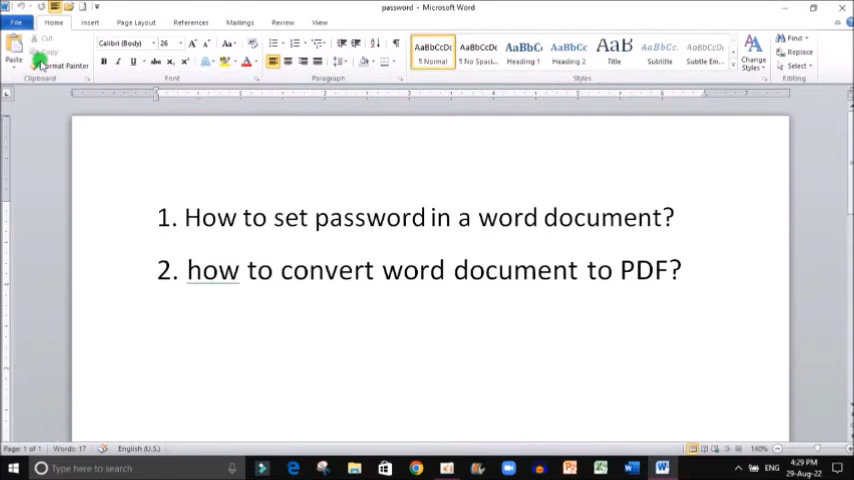 password - Microsoft Word
File Home Insert Page Layout References Mailings Review View
Paste Cut Copy Format Painter Clipboard
Calibri (Body) 26 Font
Paragraph
AaBbCcDc ¶ Normal AaBbCcDc ¶ No Spaci... AaBbCc Heading 1 AaBbCc Heading 2 AaB Title AaBbCc. Subtitle AaBbCcDc Subtle Em... Change Styles Styles
Find Replace Select Editing
1. How to set password in a word document?
2. how to convert word document to PDF?
Page: 1 of 1 Words: 17 English (U.S.) 140%
Type here to search
ENG 4:29 PM
29-Aug-22